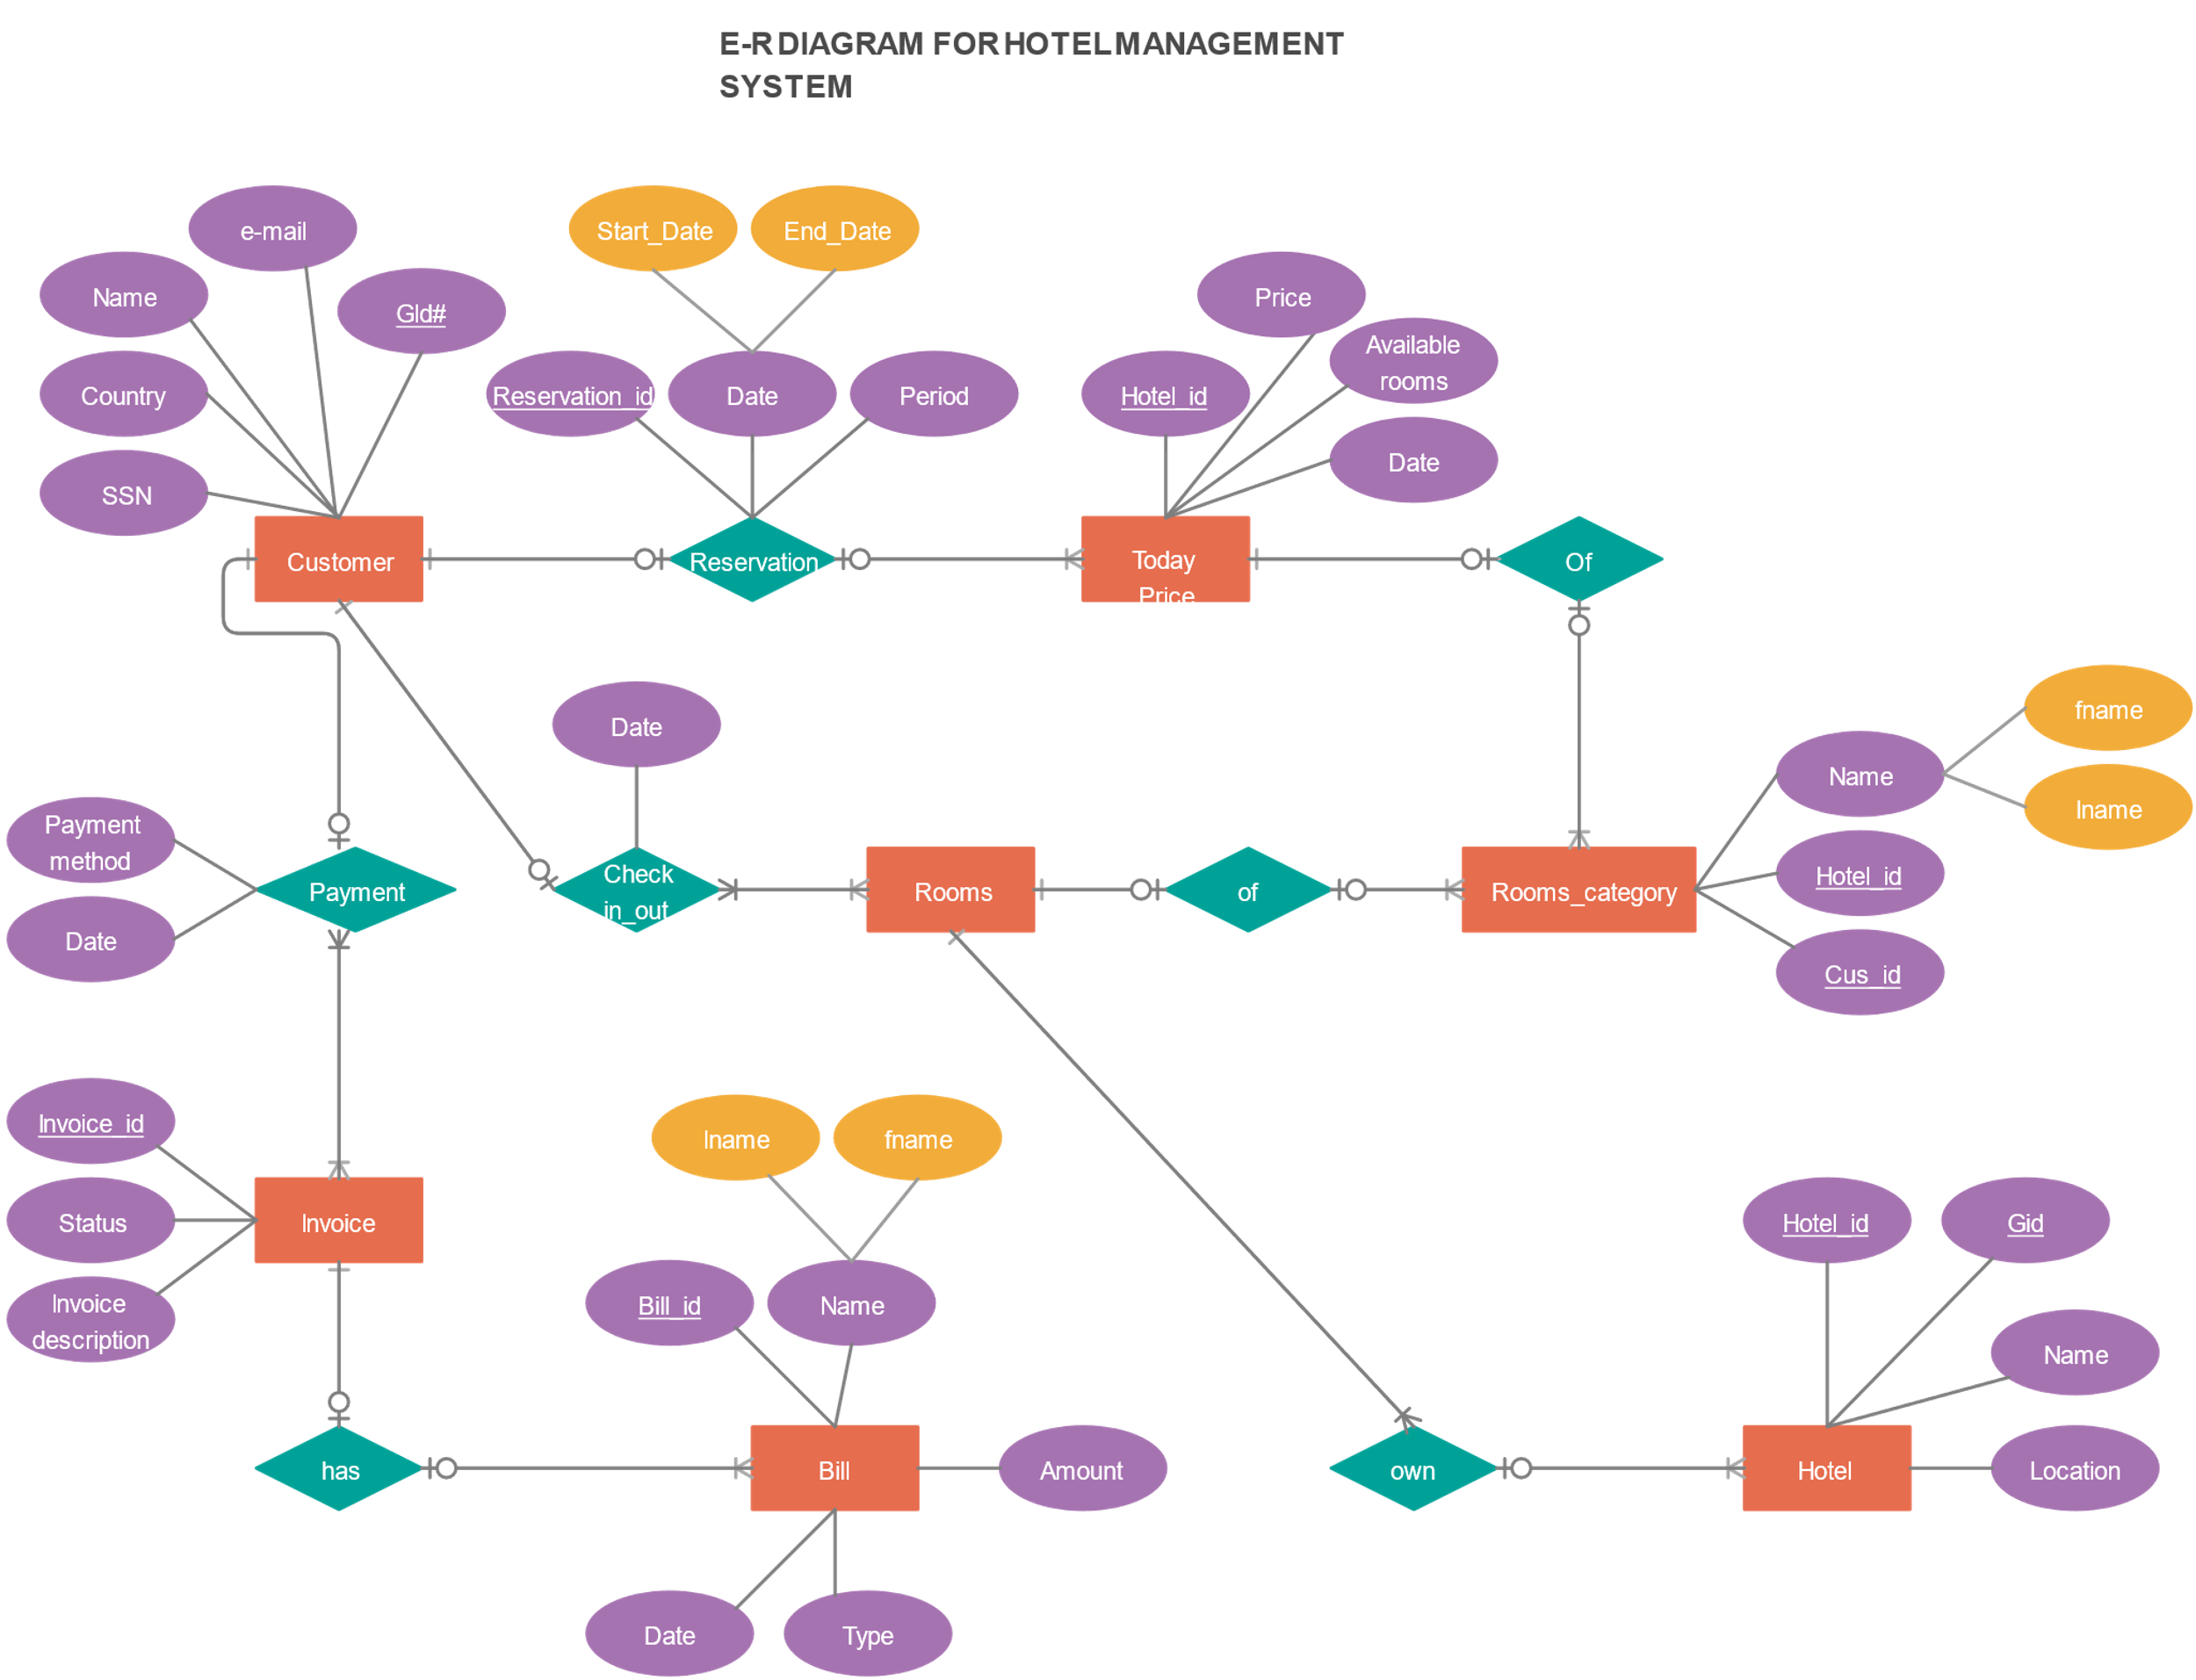 E-R DIAGRAM FOR HOTEL MANAGEMENT
SYSTEM
e-mail
Start_Date
End_Date
Name
Gld#
Price
Available
rooms
Country
Reservation_id
Date
Period
Hotel_id
Date
SSN
Customer
Reservation
Today
Price
Of
Date
fname
Name
lname
Payment
method
Payment
Check
in_out
Rooms
of
Rooms_category
Hotel_id
Date
Cus_id
Invoice_id
lname
fname
Status
Invoice
Hotel_id
Gid
Invoice
description
Bill_id
Name
Name
has
Bill
Amount
own
Hotel
Location
Date
Type